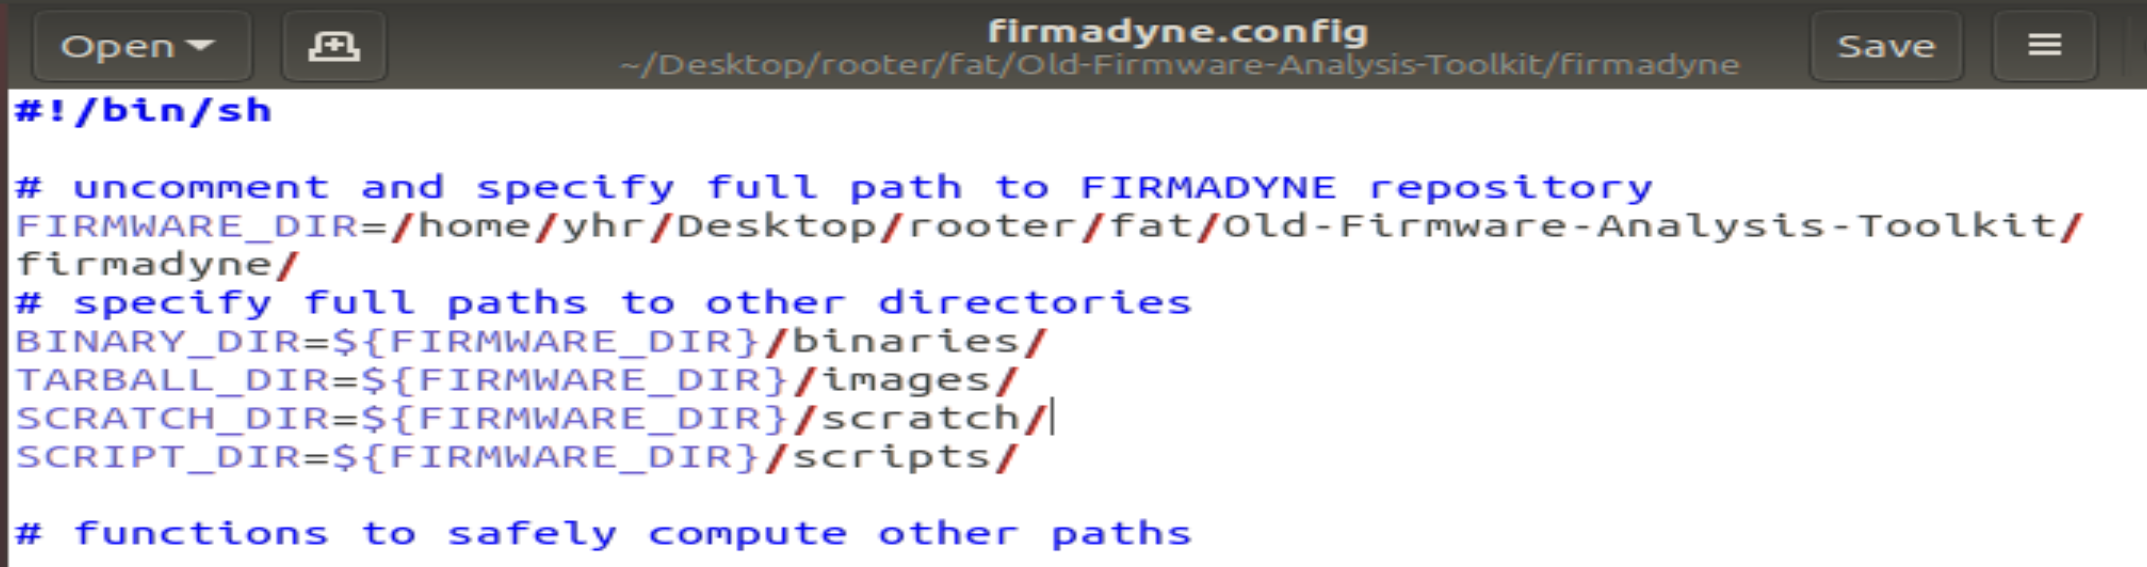 Open
firmadyne.config
~/Desktop/rooter/fat/Old-Firmware-Analysis-Toolkit/firmadyne
Save
#!/bin/sh
# uncomment and specify full path to FIRMADYNE repository
FIRMWARE_DIR=/home/yhr/Desktop/rooter/fat/Old-Firmware-Analysis-Toolkit/
firmadyne/
# specify full paths to other directories
BINARY_DIR=${FIRMWARE_DIR}/binaries/
TARBALL_DIR=${FIRMWARE_DIR}/images/
SCRATCH_DIR=${FIRMWARE_DIR}/scratch/
SCRIPT_DIR=${FIRMWARE_DIR}/scripts/
# functions to safely compute other paths